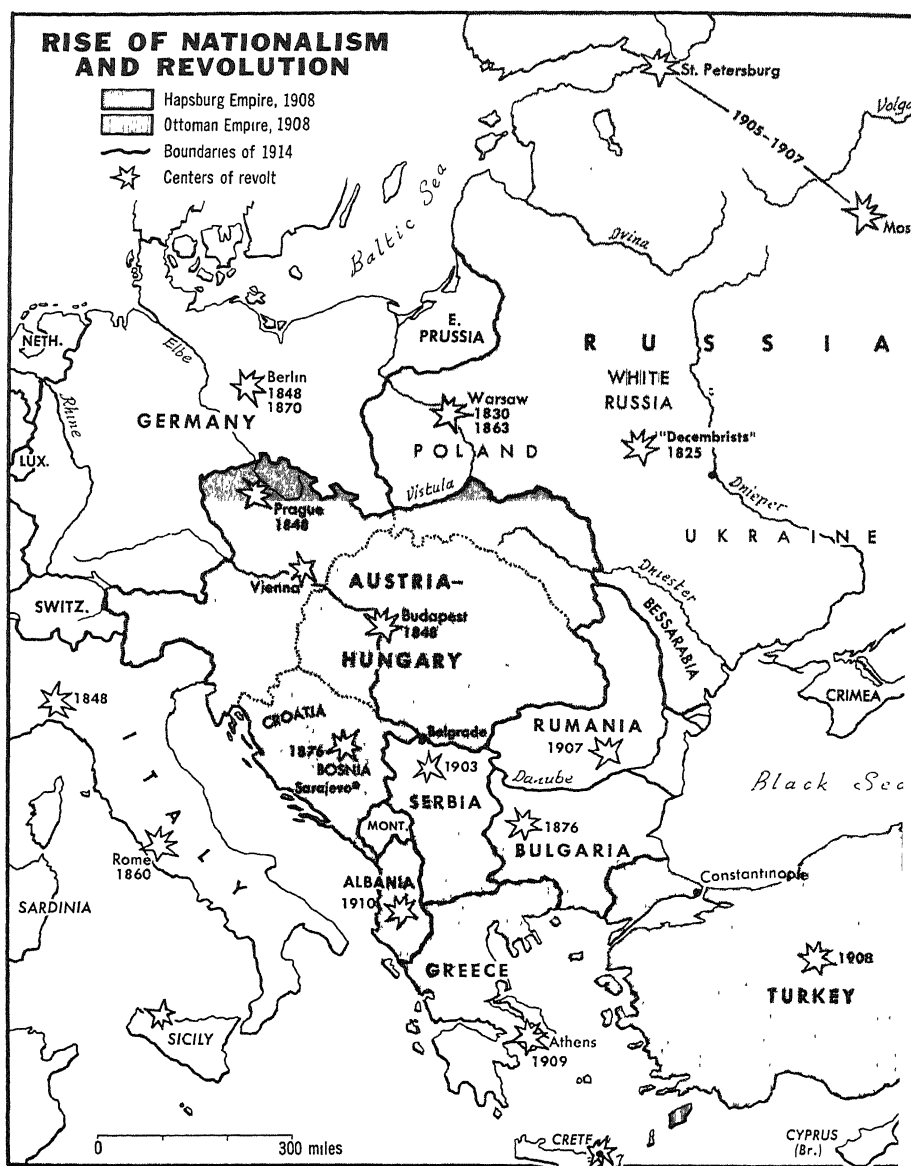 RISE OF NATIONALISM
AND REVOLUTION
Hapsburg Empire, 1908
Ottoman Empire, 1908
Boundaries of 1914
Centers of revolt
St. Petersburg
Volga
1905–1907
Mos
Baltic Sea
Dvina
NETH.
Elbe
E.
PRUSSIA
RUSSIA
Rhine
Berlin
1848
1870
GERMANY
WHITE
RUSSIA
Warsaw
1830
1863
POLAND
"Decembrists"
1825
LUX.
Vistula
Dnieper
Prague
1848
UKRAINE
Vienna
AUSTRIA–
Dniester
SWITZ.
Budapest
1848
BESSARABIA
HUNGARY
1848
CRIMEA
CROATIA
RUMANIA
Belgrade
1876
1907
BOSNIA
1903
Danube
Black Sea
Sarajevo
SERBIA
ITALY
MONT.
1876
BULGARIA
Rome
1860
Constantinople
ALBANIA
1910
SARDINIA
1908
GREECE
TURKEY
SICILY
Athens
1909
0 300 miles
CRETE
CYPRUS
(Br.)